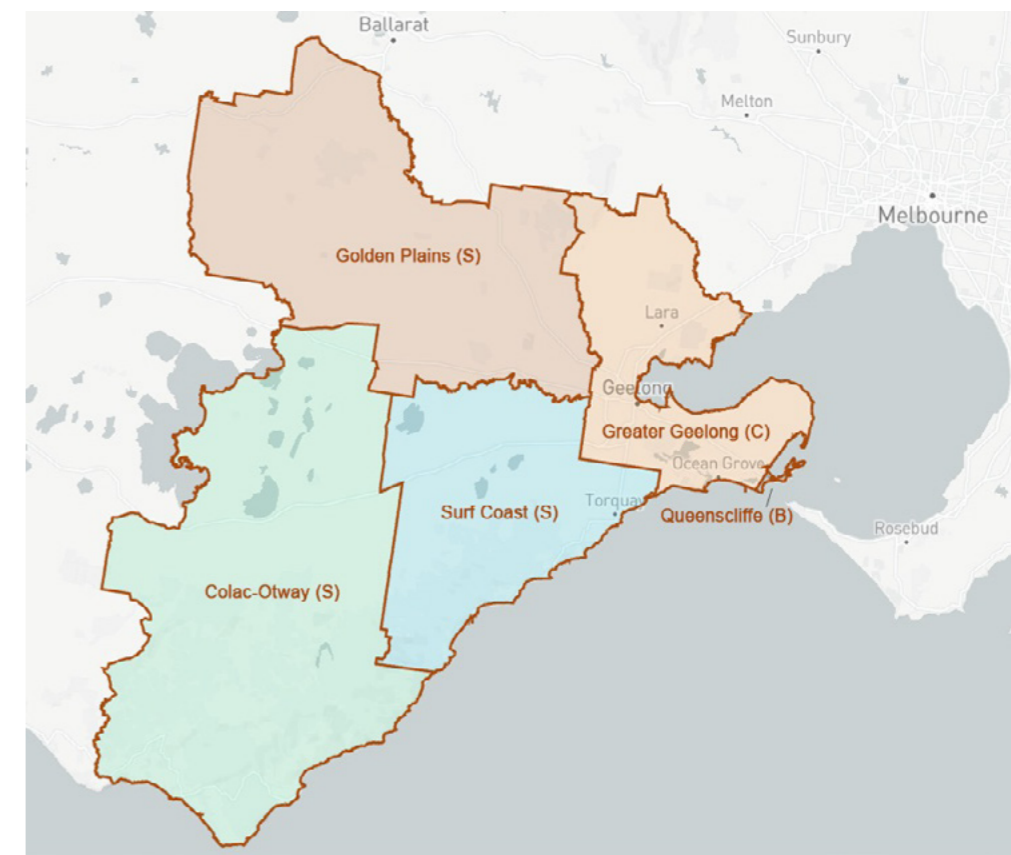 Ballarat
Sunbury
Melton
Melbourne
Golden Plains (S)
Lara
Geelong
Greater Geelong (C)
Ocean Grove
Torquay
Surf Coast (S)
Queenscliffe (B)
Rosebud
Colac-Otway (S)